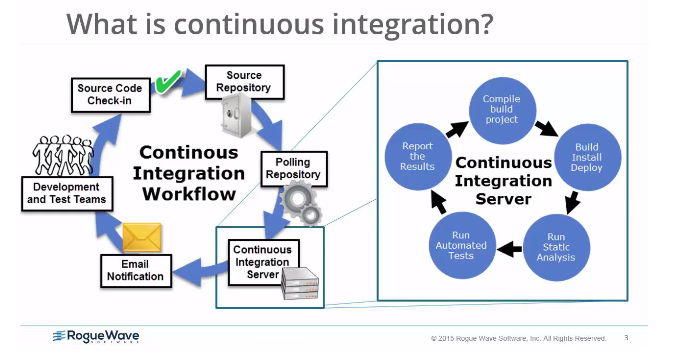 What is continuous integration?
Source Code
Check-in
Source
Repository
Polling
Repository
Continuous
Integration
Server
Email
Notification
Development
and Test Teams
Continous
Integration
Workflow
Compile
build
project
Build
Install
Deploy
Run
Static
Analysis
Run
Automated
Tests
Report
the
Results
Continuous
Integration
Server
RogueWave
SOFTWARE
© 2015 Rogue Wave Software, Inc. All Rights Reserved. 3